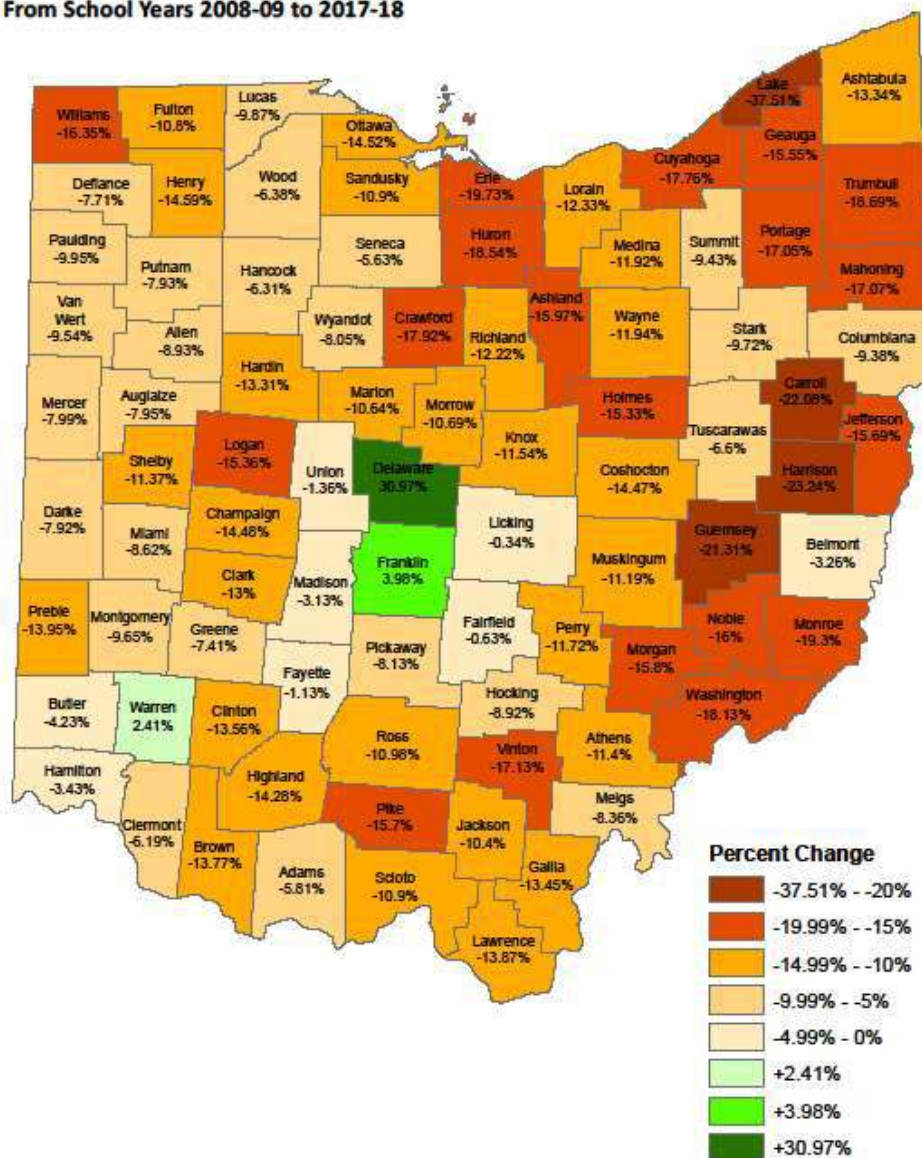 From School Years 2008-09 to 2017-18
Lake
-37.51%
Ashtabula
-13.34%
Williams
-16.35%
Fulton
-10.8%
Lucas
-9.87%
Ottawa
-14.52%
Geauga
-15.55%
Cuyahoga
-17.76%
Defiance
-7.71%
Henry
-14.59%
Wood
-6.38%
Sandusky
-10.9%
Erie
-19.73%
Lorain
-12.33%
Trumbull
-18.69%
Paulding
-9.95%
Putnam
-7.93%
Hancock
-6.31%
Seneca
-5.63%
Huron
-18.54%
Medina
-11.92%
Summit
-9.43%
Portage
-17.05%
Mahoning
-17.07%
Van
Wert
-9.54%
Allen
-8.93%
Wyandot
-8.05%
Crawford
-17.92%
Richland
-12.22%
Ashland
-15.97%
Wayne
-11.94%
Stark
-9.72%
Columbiana
-9.38%
Mercer
-7.99%
Auglaize
-7.95%
Hardin
-13.31%
Marion
-10.64%
Morrow
-10.69%
Holmes
-15.33%
Carroll
-22.08%
Jefferson
-15.69%
Tuscarawas
-6.6%
Shelby
-11.37%
Logan
-15.36%
Union
-1.36%
Delaware
30.97%
Knox
-11.54%
Coshocton
-14.47%
Harrison
-23.24%
Darke
-7.92%
Miami
-8.62%
Champaign
-14.48%
Licking
-0.34%
Guernsey
-21.31%
Belmont
-3.26%
Clark
-13%
Madison
-3.13%
Franklin
3.98%
Muskingum
-11.19%
Preble
-13.95%
Montgomery
-9.65%
Greene
-7.41%
Fairfield
-0.63%
Perry
-11.72%
Noble
-16%
Monroe
-19.3%
Pickaway
-8.13%
Morgan
-15.8%
Fayette
-1.13%
Butler
-4.23%
Warren
2.41%
Clinton
-13.56%
Hocking
-8.92%
Washington
-18.13%
Ross
-10.98%
Vinton
-17.13%
Athens
-11.4%
Hamilton
-3.43%
Highland
-14.28%
Meigs
-8.36%
Clermont
-6.19%
Pike
-15.7%
Jackson
-10.4%
Brown
-13.77%
Adams
-5.81%
Scioto
-10.9%
Gallia
-13.45%
Lawrence
-13.87%
Percent Change
-37.51% - -20%
-19.99% - -15%
-14.99% - -10%
-9.99% - -5%
-4.99% - 0%
+2.41%
+3.98%
+30.97%